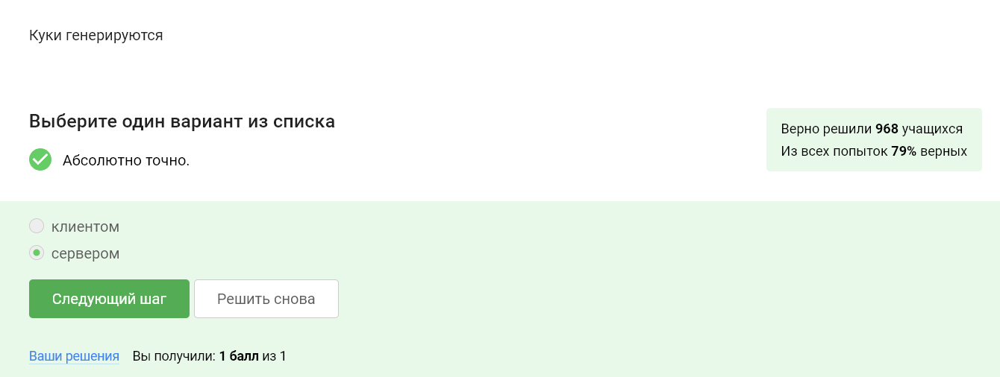 Куки генерируются
Выберите один вариант из списка
Верно решили 968 учащихся
Из всех попыток 79% верных
Абсолютно точно.
клиентом
сервером
Следующий шаг
Решить снова
Ваши решения Вы получили: 1 балл из 1